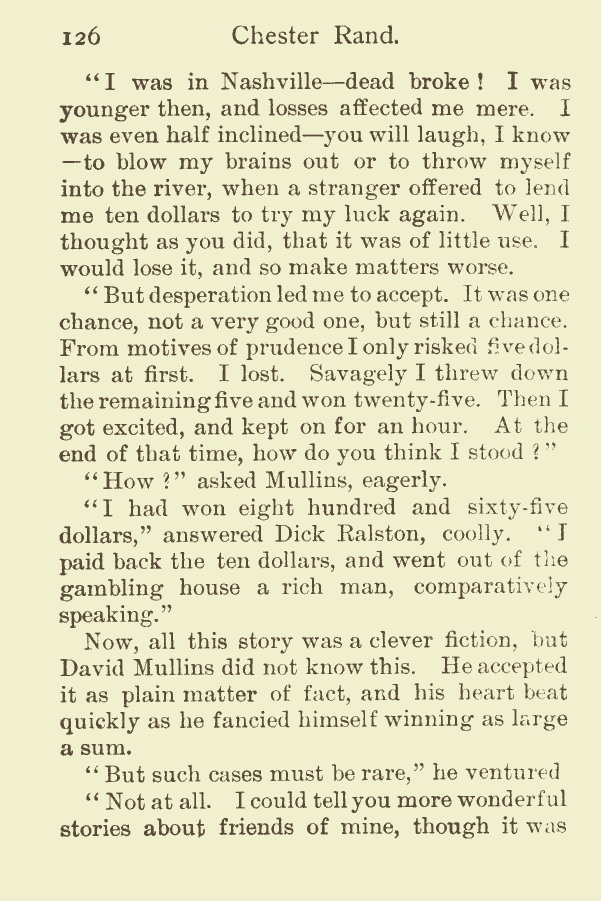 126 Chester Rand.
“I was in Nashville—dead broke! I was
younger then, and losses affected me mere. I
was even half inclined—you will laugh, I know
—to blow my brains out or to throw myself
into the river, when a stranger offered to lend
me ten dollars to try my luck again. Well, I
thought as you did, that it was of little use. I
would lose it, and so make matters worse.
“But desperation led me to accept. It was one
chance, not a very good one, but still a chance.
From motives of prudence I only risked five dol-
lars at first. I lost. Savagely I threw down
the remaining five and won twenty-five. Then I
got excited, and kept on for an hour. At the
end of that time, how do you think I stood?”
“How?” asked Mullins, eagerly.
“I had won eight hundred and sixty-five
dollars,” answered Dick Ralston, coolly. “I
paid back the ten dollars, and went out of the
gambling house a rich man, comparatively
speaking.”
Now, all this story was a clever fiction, but
David Mullins did not know this. He accepted
it as plain matter of fact, and his heart beat
quickly as he fancied himself winning as large
a sum.
“But such cases must be rare,” he ventured
“Not at all. I could tell you more wonderful
stories about friends of mine, though it was